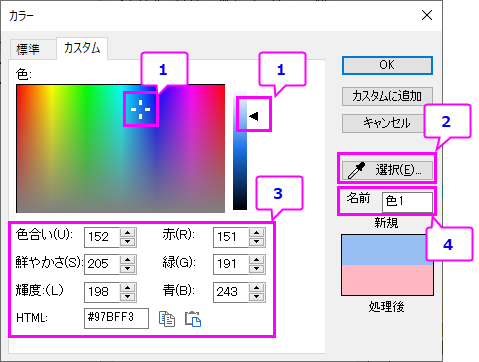 カラー
標準 カスタム
色:
1
1
OK
カスタムに追加
キャンセル
2
選択(E)...
名前 色1
4
新規
処理後
3
色合い(U): 152 赤(R): 151
鮮やかさ(S): 205 緑(G): 191
輝度:(L) 198 青(B): 243
HTML: #97BFF3